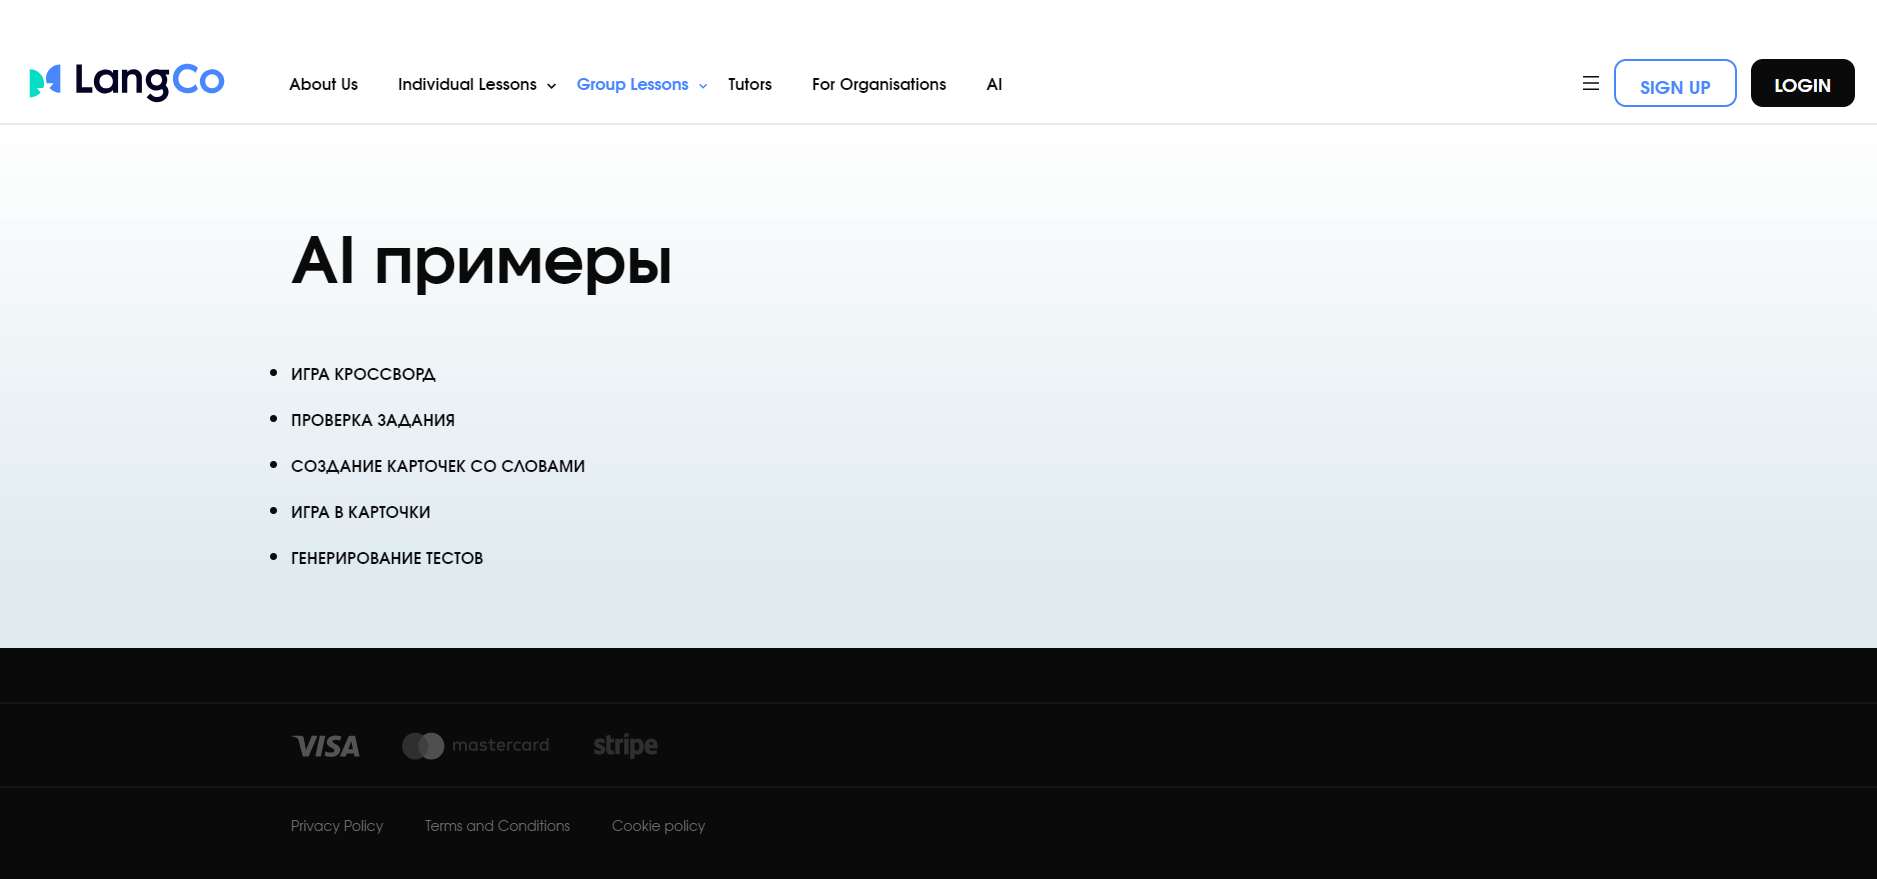 LangCo
About Us Individual Lessons Group Lessons Tutors For Organisations AI
SIGN UP LOGIN
AI примеры
ИГРА КРОССВОРД
ПРОВЕРКА ЗАДАНИЯ
СОЗДАНИЕ КАРТОЧЕК СО СЛОВАМИ
ИГРА В КАРТОЧКИ
ГЕНЕРИРОВАНИЕ ТЕСТОВ
VISA mastercard stripe
Privacy Policy Terms and Conditions Cookie policy